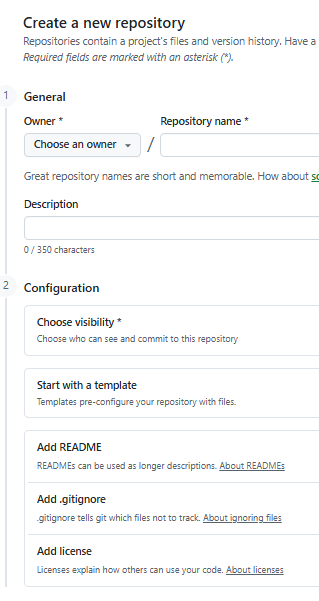 Create a new repository
Repositories contain a project's files and version history. Have a
Required fields are marked with an asterisk (*).
1
General
Owner *
Repository name *
Choose an owner
/
Great repository names are short and memorable. How about
Description
0 / 350 characters
2
Configuration
Choose visibility *
Choose who can see and commit to this repository
Start with a template
Templates pre-configure your repository with files.
Add README
READMEs can be used as longer descriptions. About READMEs
Add .gitignore
.gitignore tells git which files not to track. About ignoring files
Add license
Licenses explain how others can use your code. About licenses